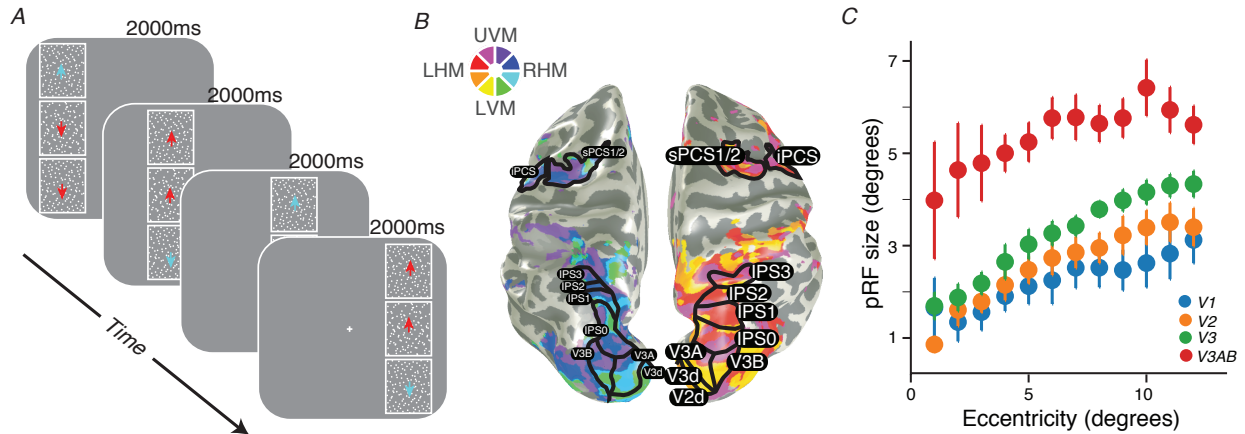 A
2000ms
2000ms
2000ms
2000ms
Time
B
UVM
LHM
RHM
LVM
iPCS
sPCS1/2
sPCS1/2
iPCS
IPS3
IPS2
IPS1
IPS0
V3B
V3A
V3d
IPS3
IPS2
IPS1
IPS0
V3A
V3B
V3d
V2d
C
pRF size (degrees)
7
5
3
1
0
5
10
Eccentricity (degrees)
V1
V2
V3
V3AB